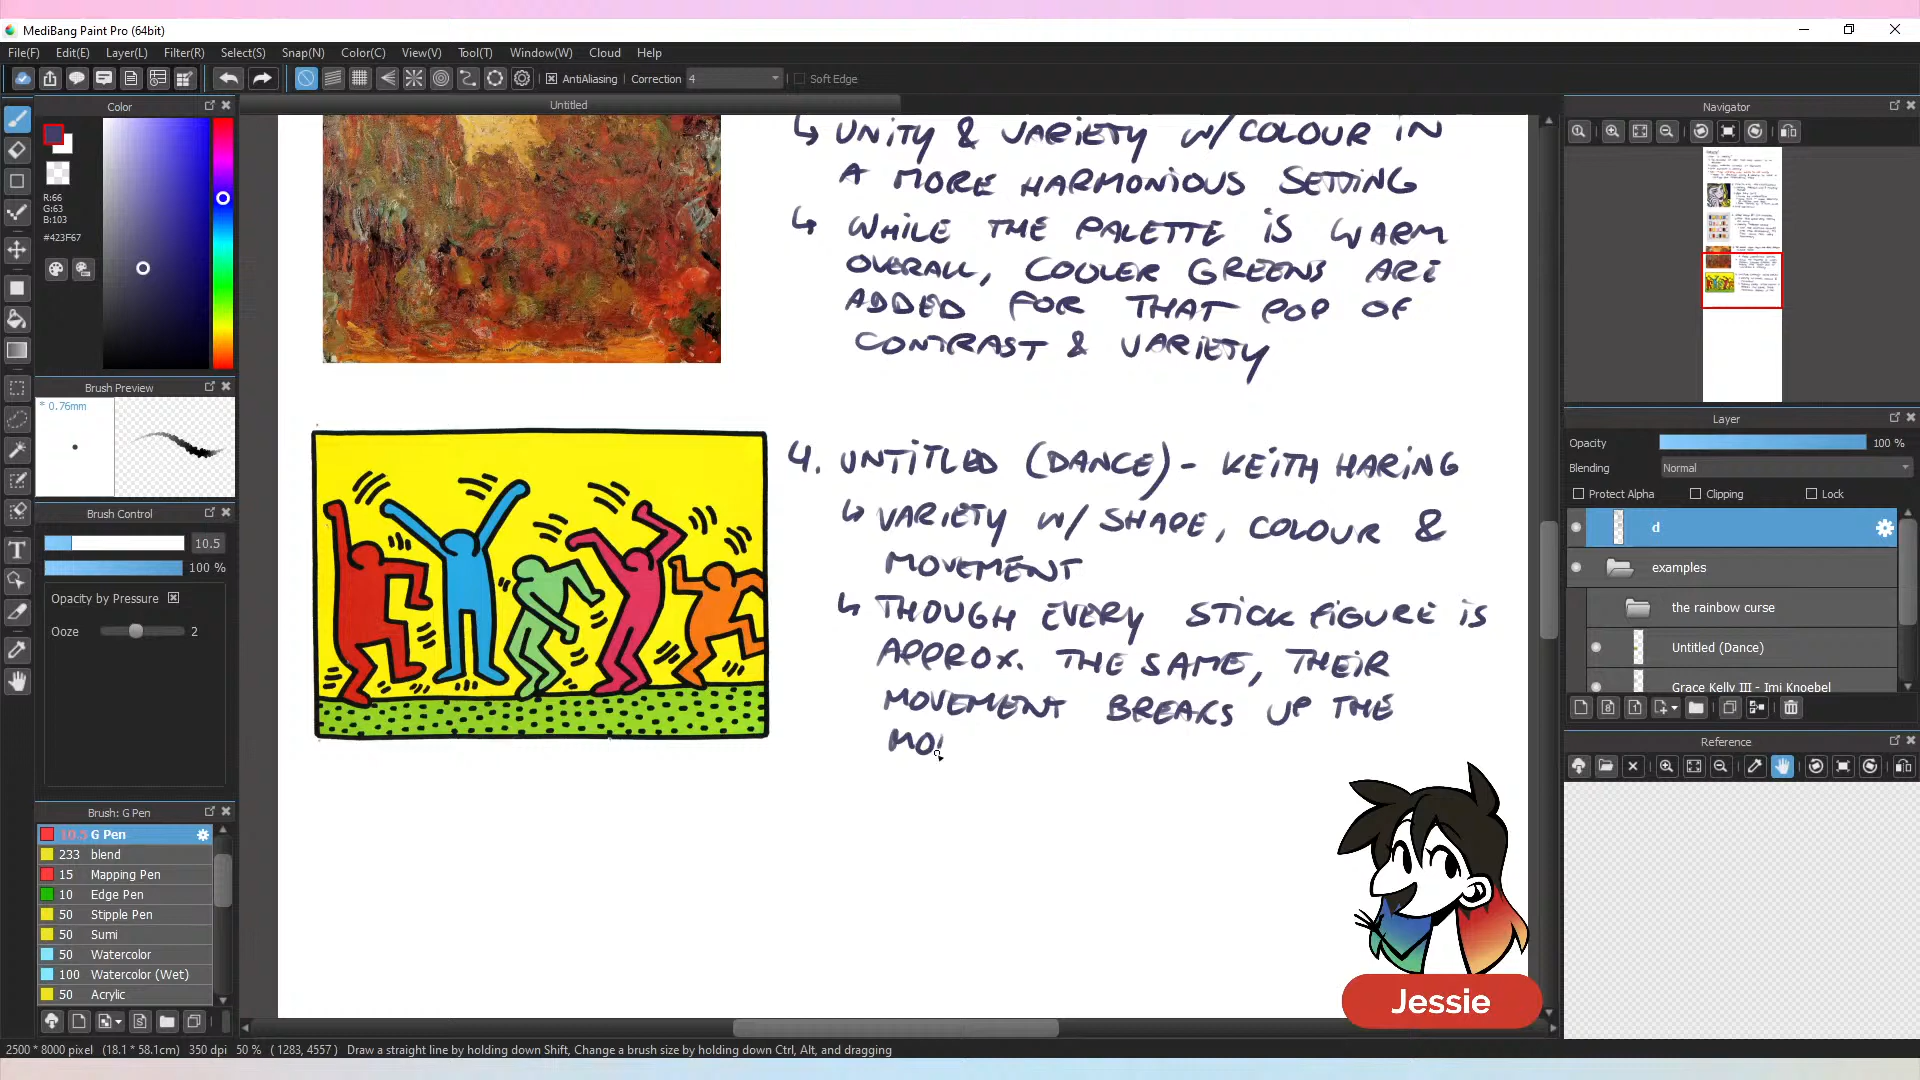 MediBang Paint Pro (64bit)
File(F) Edit(E) Layer(L) Filter(R) Select(S) Snap(N) Color(C) View(V) Tool(T) Window(W) Cloud Help
AntiAliasing Correction 4 Soft Edge
Color
Untitled
Navigator
R:66
G:63
B:103
#423F67
Brush Preview
* 0.76mm
Brush Control
10.5
100 %
Opacity by Pressure
Ooze 2
Brush: G Pen
10.5 G Pen
233 blend
15 Mapping Pen
10 Edge Pen
50 Stipple Pen
50 Sumi
50 Watercolor
100 Watercolor (Wet)
50 Acrylic
↳ UNITY & VARIETY W/ COLOUR IN
A MORE HARMONIOUS SETTING
↳ WHILE THE PALETTE IS WARM
OVERALL, COOLER GREENS ARE
ADDED FOR THAT POP OF
CONTRAST & VARIETY
4. UNTITLED (DANCE) - KEITH HARING
↳ VARIETY W/ SHAPE, COLOUR &
MOVEMENT
↳ THOUGH EVERY STICK FIGURE IS
APPROX. THE SAME, THEIR
MOVEMENT BREAKS UP THE
MO
Jessie
Layer
Opacity 100 %
Blending Normal
Protect Alpha Clipping Lock
d
examples
the rainbow curse
Untitled (Dance)
Grace Kelly III - Imi Knoebel
Reference
2500 * 8000 pixel (18.1 * 58.1cm) 350 dpi 50 % ( 1283, 4557 ) Draw a straight line by holding down Shift, Change a brush size by holding down Ctrl, Alt, and dragging